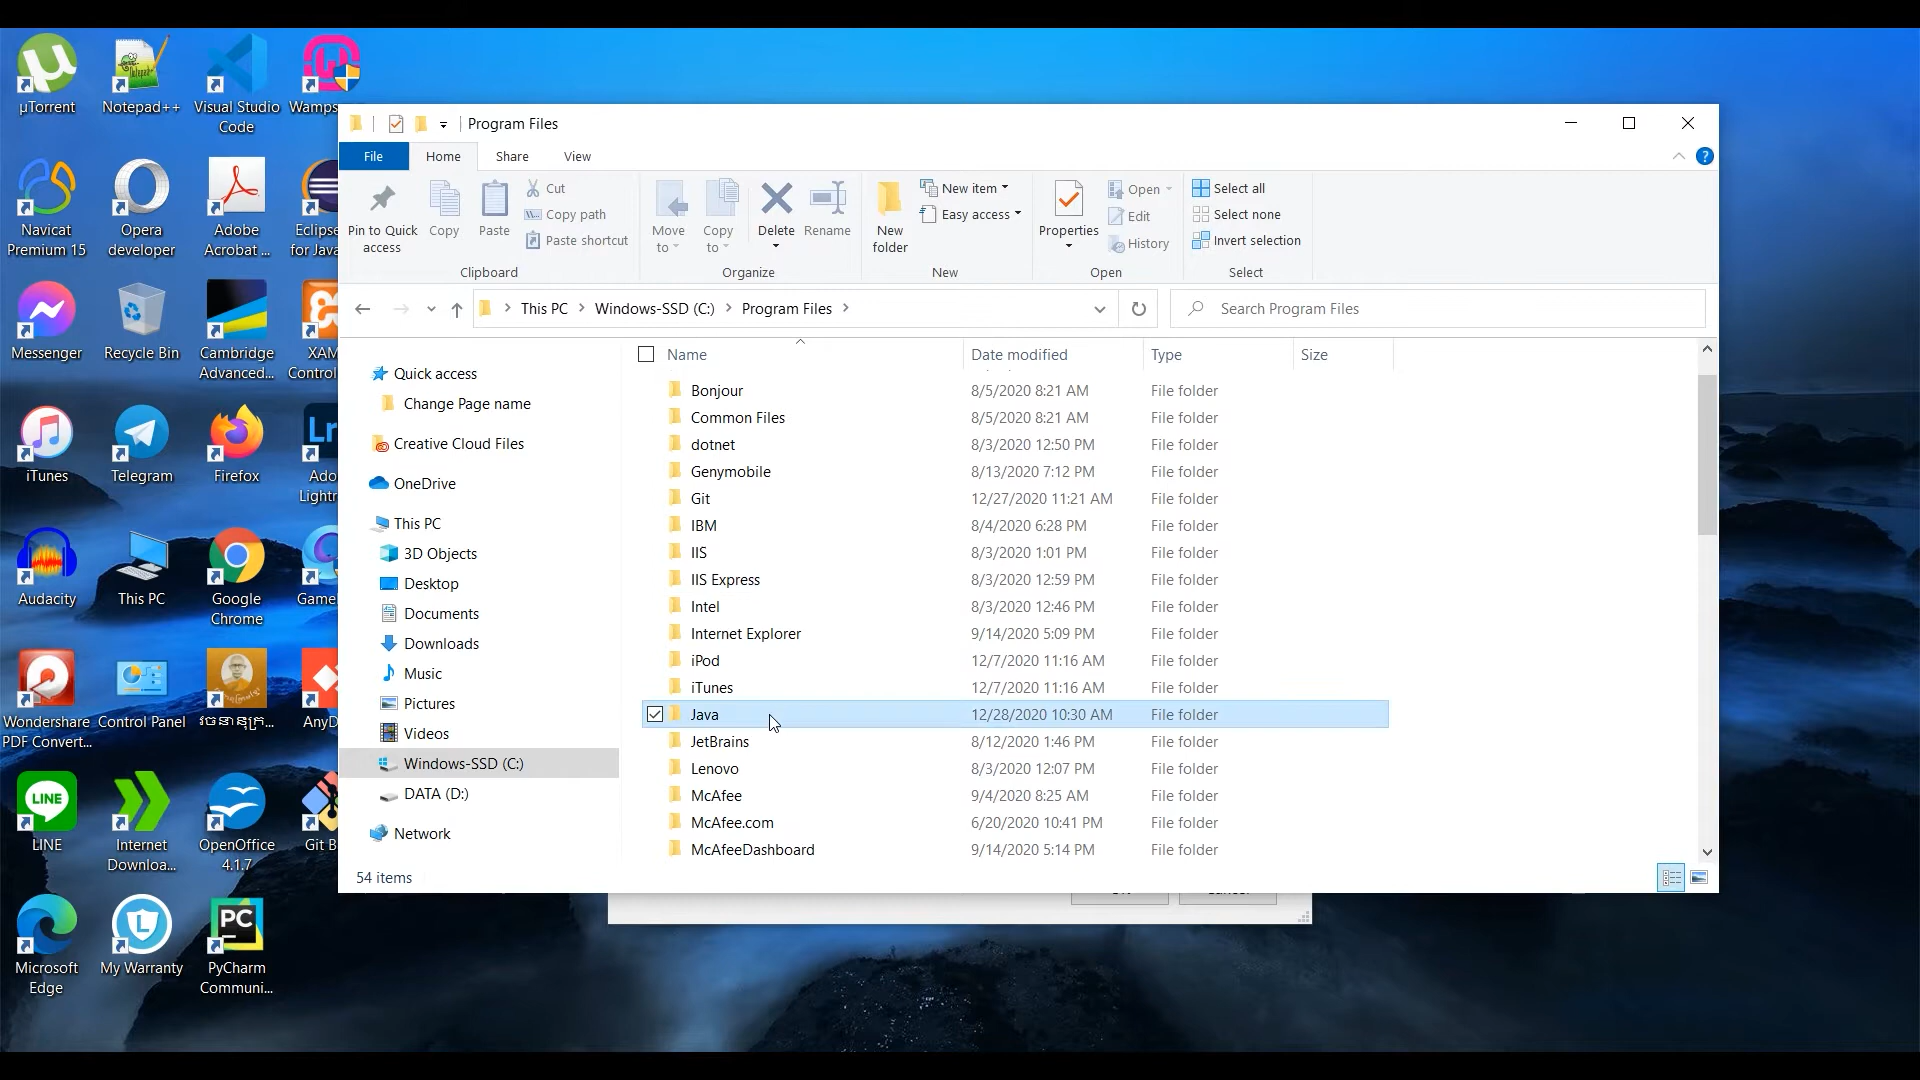 µTorrent
Notepad++
Visual Studio
Code
Wamps
Navicat
Premium 15
Opera
developer
Adobe
Acrobat ...
Eclipse
for Java
Messenger
Recycle Bin
Cambridge
Advanced...
XAM
Control
iTunes
Telegram
Firefox
Lr
Ado
Lightr
Audacity
This PC
Google
Chrome
Game
Wondershare
PDF Convert...
Control Panel
AnyD
LINE
LINE
Internet
Downloa...
OpenOffice
4.1.7
Git B
Microsoft
Edge
My Warranty
PC
PyCharm
Communi...
Program Files
File
Home
Share
View
Pin to Quick
access
Copy
Paste
Cut
Copy path
Paste shortcut
Clipboard
Move
to
Copy
to
Delete
Rename
Organize
New
folder
New item
Easy access
New
Properties
Open
Edit
History
Open
Select all
Select none
Invert selection
Select
This PC > Windows-SSD (C:) > Program Files >
Search Program Files
Quick access
Change Page name
Creative Cloud Files
OneDrive
This PC
3D Objects
Desktop
Documents
Downloads
Music
Pictures
Videos
Windows-SSD (C:)
DATA (D:)
Network
Name Date modified Type Size
Bonjour 8/5/2020 8:21 AM File folder
Common Files 8/5/2020 8:21 AM File folder
dotnet 8/3/2020 12:50 PM File folder
Genymobile 8/13/2020 7:12 PM File folder
Git 12/27/2020 11:21 AM File folder
IBM 8/4/2020 6:28 PM File folder
IIS 8/3/2020 1:01 PM File folder
IIS Express 8/3/2020 12:59 PM File folder
Intel 8/3/2020 12:46 PM File folder
Internet Explorer 9/14/2020 5:09 PM File folder
iPod 12/7/2020 11:16 AM File folder
iTunes 12/7/2020 11:16 AM File folder
Java 12/28/2020 10:30 AM File folder
JetBrains 8/12/2020 1:46 PM File folder
Lenovo 8/3/2020 12:07 PM File folder
McAfee 9/4/2020 8:25 AM File folder
McAfee.com 6/20/2020 10:41 PM File folder
McAfeeDashboard 9/14/2020 5:14 PM File folder
54 items